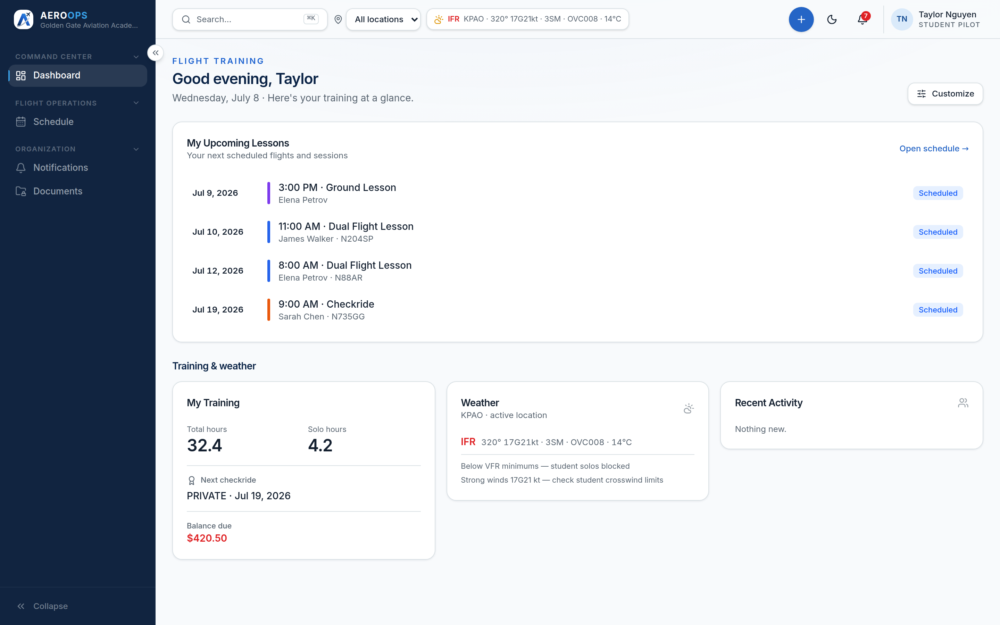 AEROOPS
Golden Gate Aviation Acade...
COMMAND CENTER
Dashboard
FLIGHT OPERATIONS
Schedule
ORGANIZATION
Notifications
Documents
Collapse
Search...
⌘K
All locations
IFR KPAO · 320° 17G21kt · 3SM · OVC008 · 14°C
7
TN
Taylor Nguyen
STUDENT PILOT
FLIGHT TRAINING
Good evening, Taylor
Wednesday, July 8 · Here's your training at a glance.
Customize
My Upcoming Lessons
Your next scheduled flights and sessions
Open schedule →
Jul 9, 2026
3:00 PM · Ground Lesson
Elena Petrov
Scheduled
Jul 10, 2026
11:00 AM · Dual Flight Lesson
James Walker · N204SP
Scheduled
Jul 12, 2026
8:00 AM · Dual Flight Lesson
Elena Petrov · N88AR
Scheduled
Jul 19, 2026
9:00 AM · Checkride
Sarah Chen · N735GG
Scheduled
Training & weather
My Training
Total hours
32.4
Solo hours
4.2
Next checkride
PRIVATE · Jul 19, 2026
Balance due
$420.50
Weather
KPAO · active location
IFR 320° 17G21kt · 3SM · OVC008 · 14°C
Below VFR minimums — student solos blocked
Strong winds 17G21 kt — check student crosswind limits
Recent Activity
Nothing new.